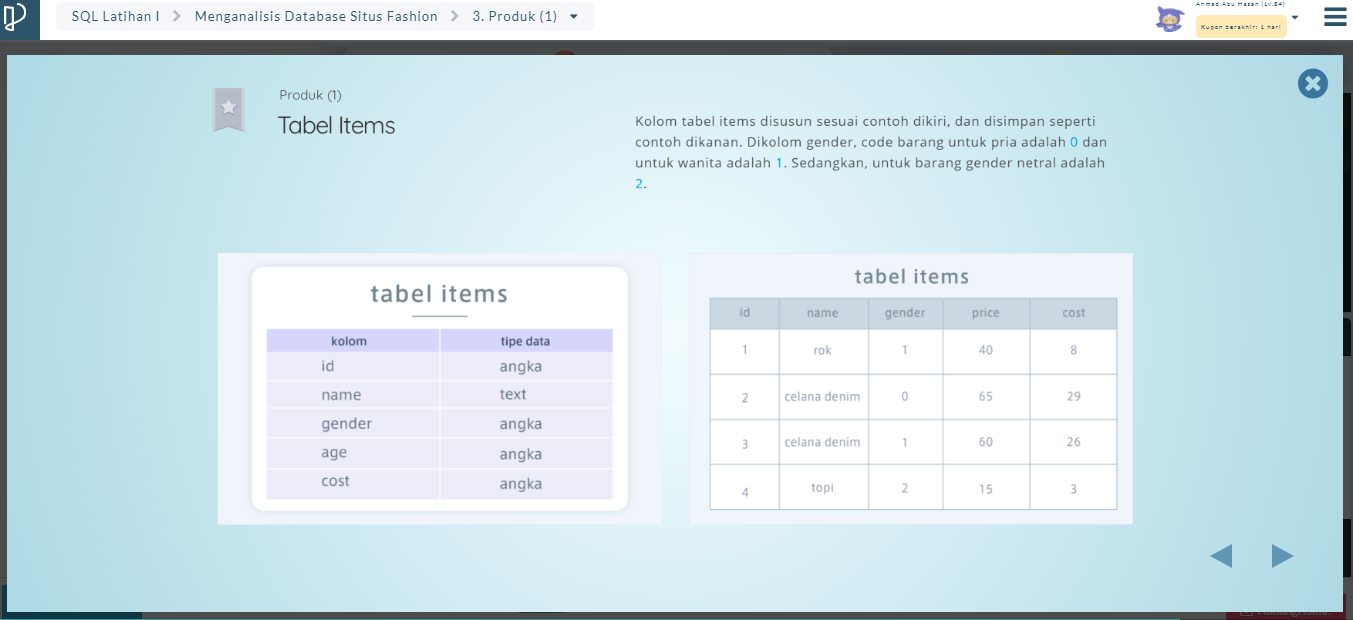 SQL Latihan I > Menganalisis Database Situs Fashion > 3. Produk (1)
Ahmad Abu Hasan (Lv.34)
Kupon berakhir: 1 hari
Produk (1)
Tabel Items
Kolom tabel items disusun sesuai contoh dikiri, dan disimpan seperti
contoh dikanan. Dikolom gender, code barang untuk pria adalah 0 dan
untuk wanita adalah 1. Sedangkan, untuk barang gender netral adalah
2.
tabel items
kolom tipe data
id angka
name text
gender angka
age angka
cost angka
tabel items
id name gender price cost
1 rok 1 40 8
2 celana denim 0 65 29
3 celana denim 1 60 26
4 topi 2 15 3